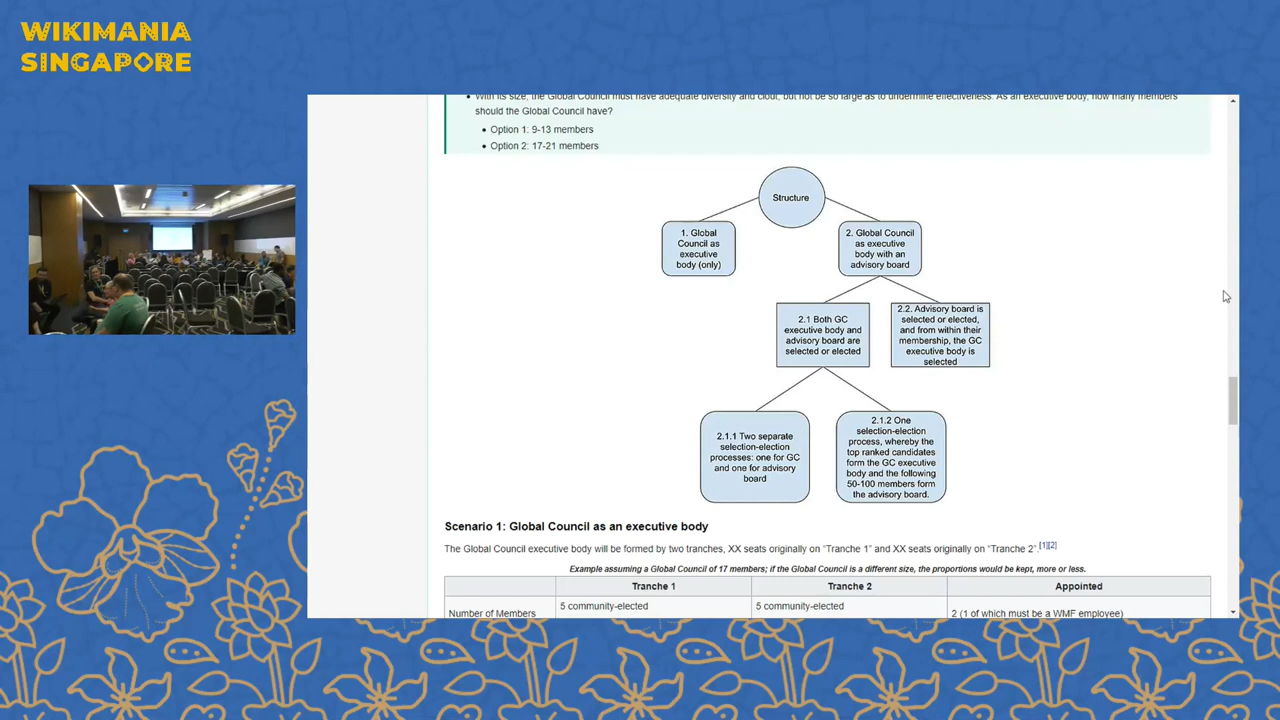 WIKIMANIA
SINGAPORE
With its size, the Global Council must have adequate diversity and clout, but not be so large as to undermine effectiveness. As an executive body, how many members
should the Global Council have?
Option 1: 9-13 members
Option 2: 17-21 members
Structure
1. Global
Council as
executive
body (only)
2. Global Council
as executive
body with an
advisory board
2.1 Both GC
executive body and
advisory board are
selected or elected
2.2. Advisory board is
selected or elected,
and from within their
membership, the GC
executive body is
selected
2.1.1 Two separate
selection-election
processes: one for GC
and one for advisory
board
2.1.2 One
selection-election
process, whereby the
top ranked candidates
form the GC executive
body and the following
50-100 members form
the advisory board.
Scenario 1: Global Council as an executive body
The Global Council executive body will be formed by two tranches, XX seats originally on “Tranche 1” and XX seats originally on “Tranche 2”.[1][2]
Example assuming a Global Council of 17 members; if the Global Council is a different size, the proportions would be kept, more or less.
Tranche 1 Tranche 2 Appointed
Number of Members 5 community-elected 5 community-elected 2 (1 of which must be a WMF employee)